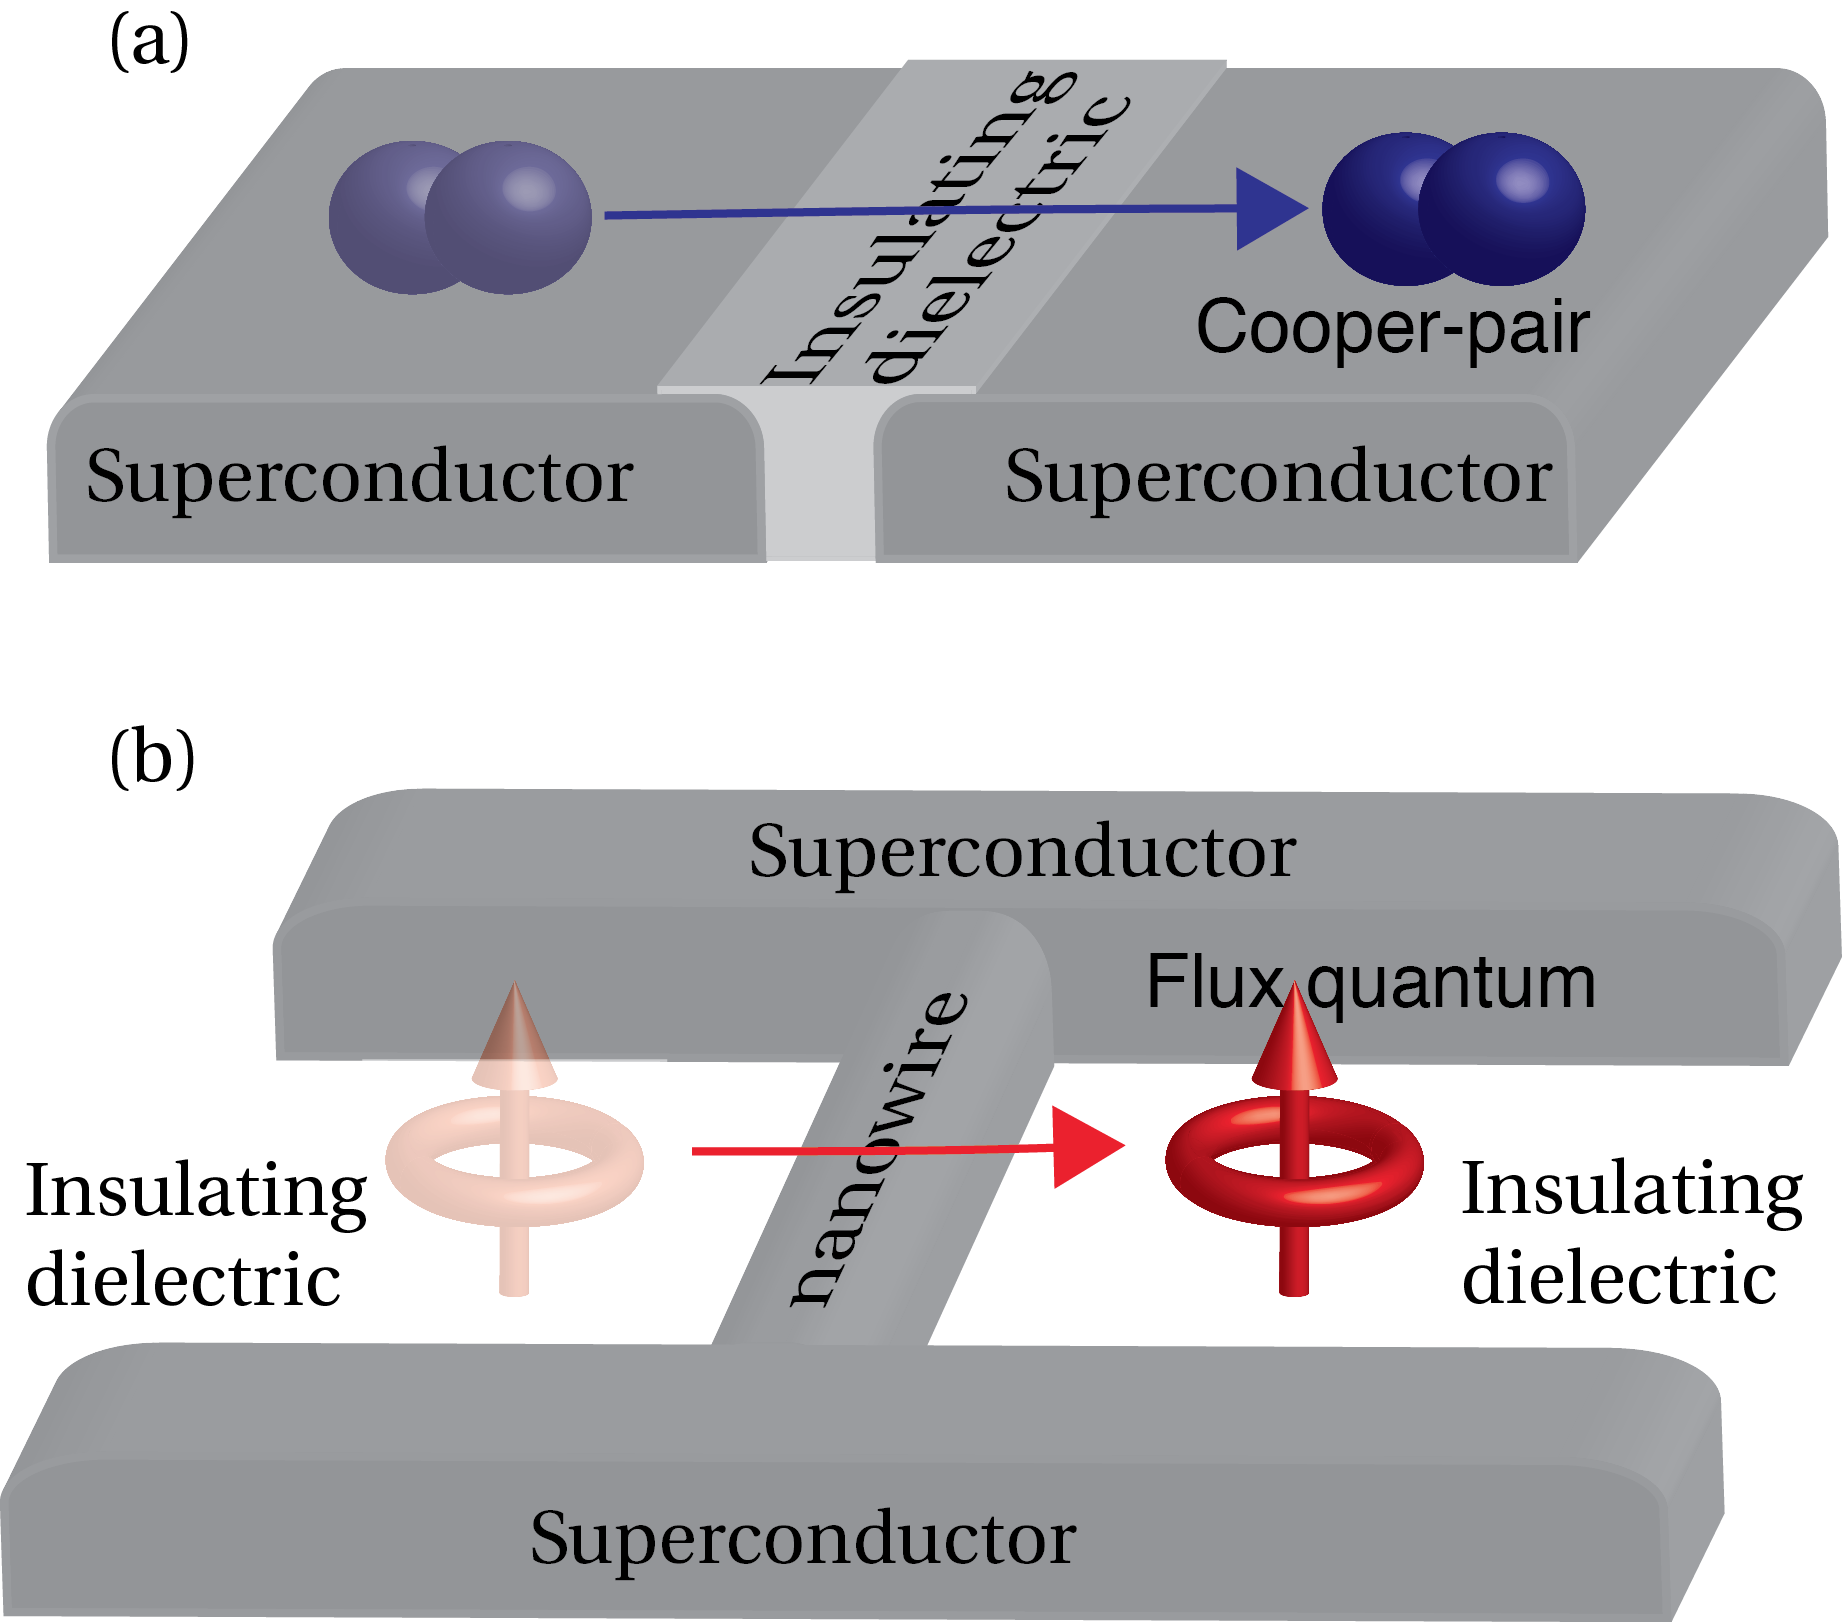 (a)
Insulating
dielectric
Cooper-pair
Superconductor
Superconductor
(b)
Superconductor
Flux quantum
nanowire
Insulating
dielectric
Insulating
dielectric
Superconductor